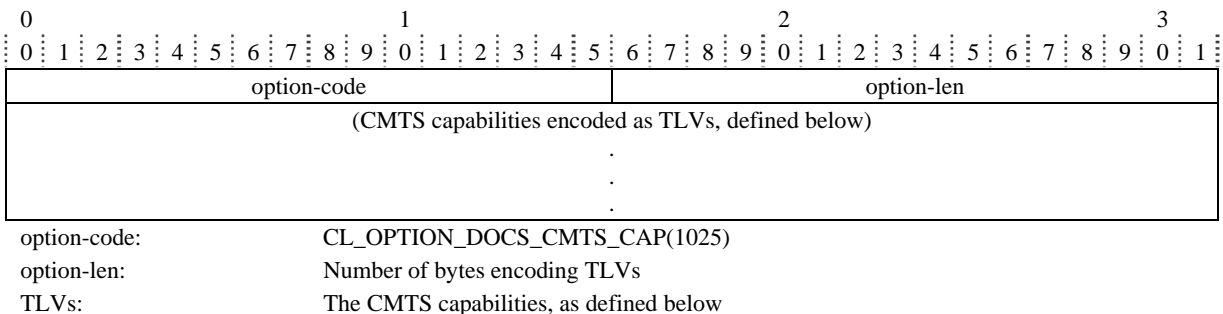 0 1 2 3
0 1 2 3 4 5 6 7 8 9 0 1 2 3 4 5 6 7 8 9 0 1 2 3 4 5 6 7 8 9 0 1
option-code option-len
(CMTS capabilities encoded as TLVs, defined below)
.
.
.
option-code: CL_OPTION_DOCS_CMTS_CAP(1025)
option-len: Number of bytes encoding TLVs
TLVs: The CMTS capabilities, as defined below